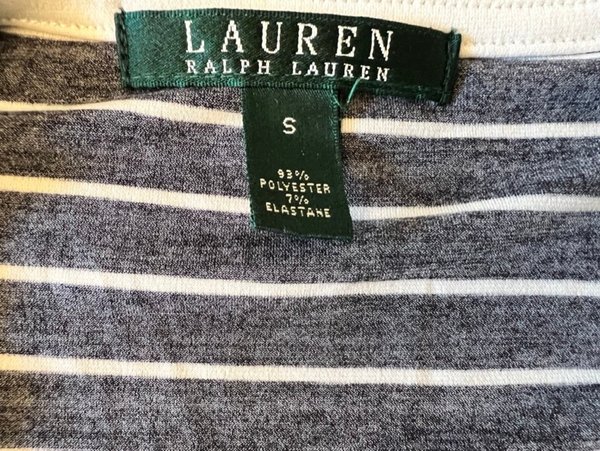 LAUREN
RALPH LAUREN
S
93%
POLYESTER
7%
ELASTANE